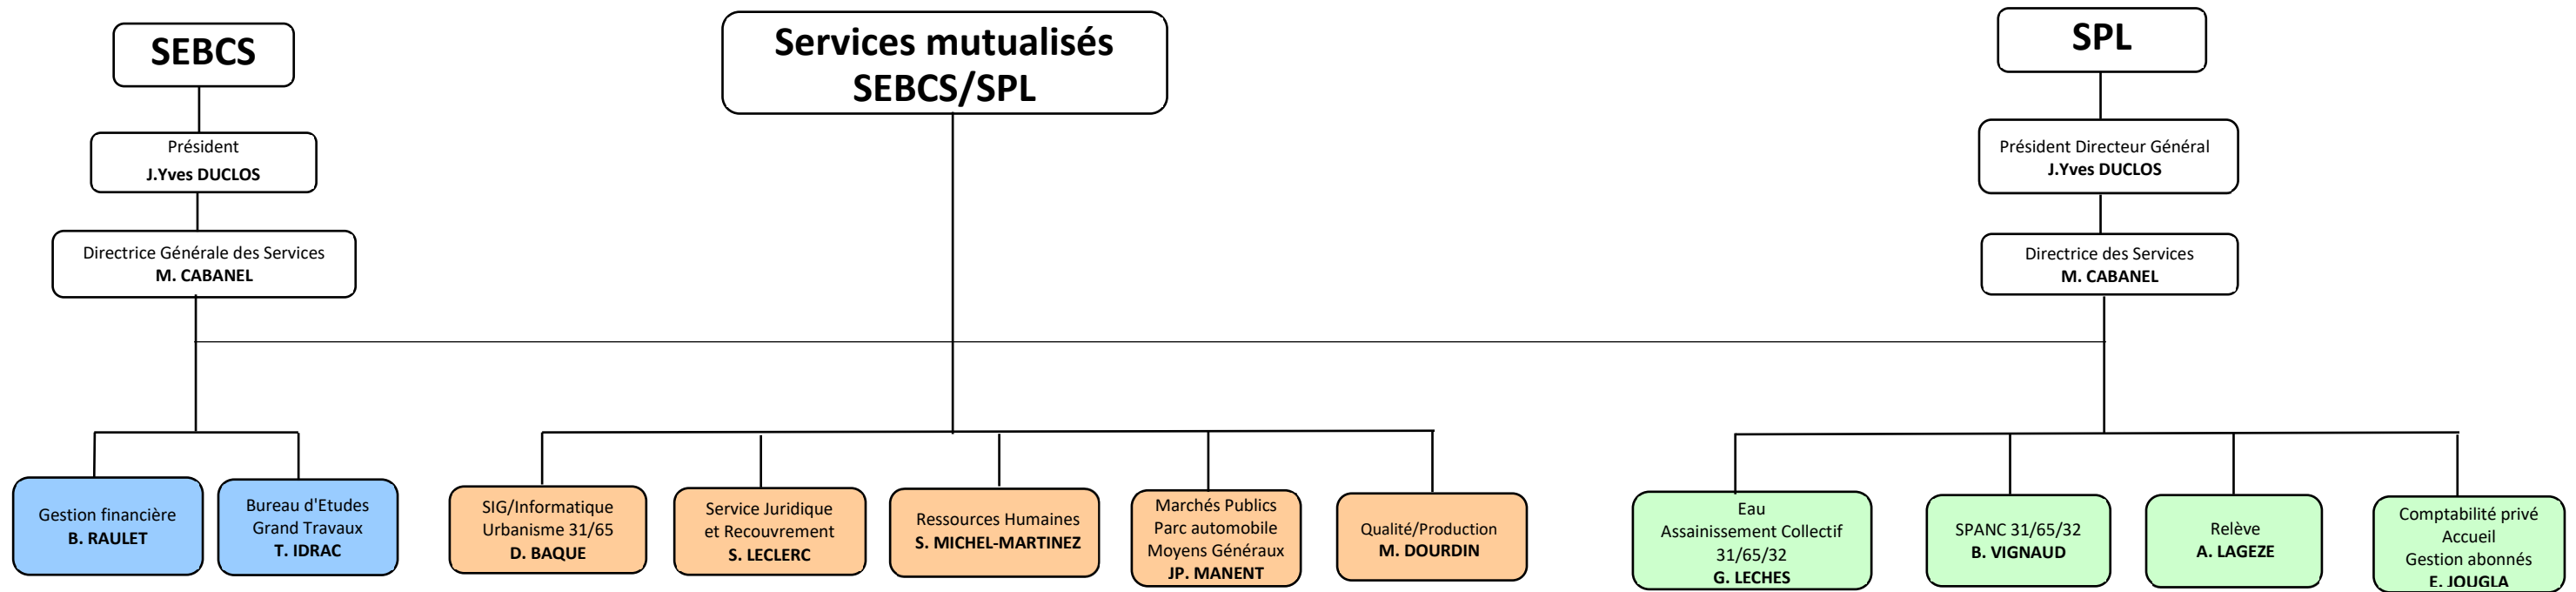 SEBCS
Services mutualisés
SEBCS/SPL
SPL
Président
J.Yves DUCLOS
Président Directeur Général
J.Yves DUCLOS
Directrice Générale des Services
M. CABANEL
Directrice des Services
M. CABANEL
Gestion financière
B. RAULET
Bureau d'Etudes
Grand Travaux
T. IDRAC
SIG/Informatique
Urbanisme 31/65
D. BAQUE
Service Juridique
et Recouvrement
S. LECLERC
Ressources Humaines
S. MICHEL-MARTINEZ
Marchés Publics
Parc automobile
Moyens Généraux
JP. MANENT
Qualité/Production
M. DOURDIN
Eau
Assainissement Collectif
31/65/32
G. LECHES
SPANC 31/65/32
B. VIGNAUD
Relève
A. LAGEZE
Comptabilité privé
Accueil
Gestion abonnés
E. JOUGLA